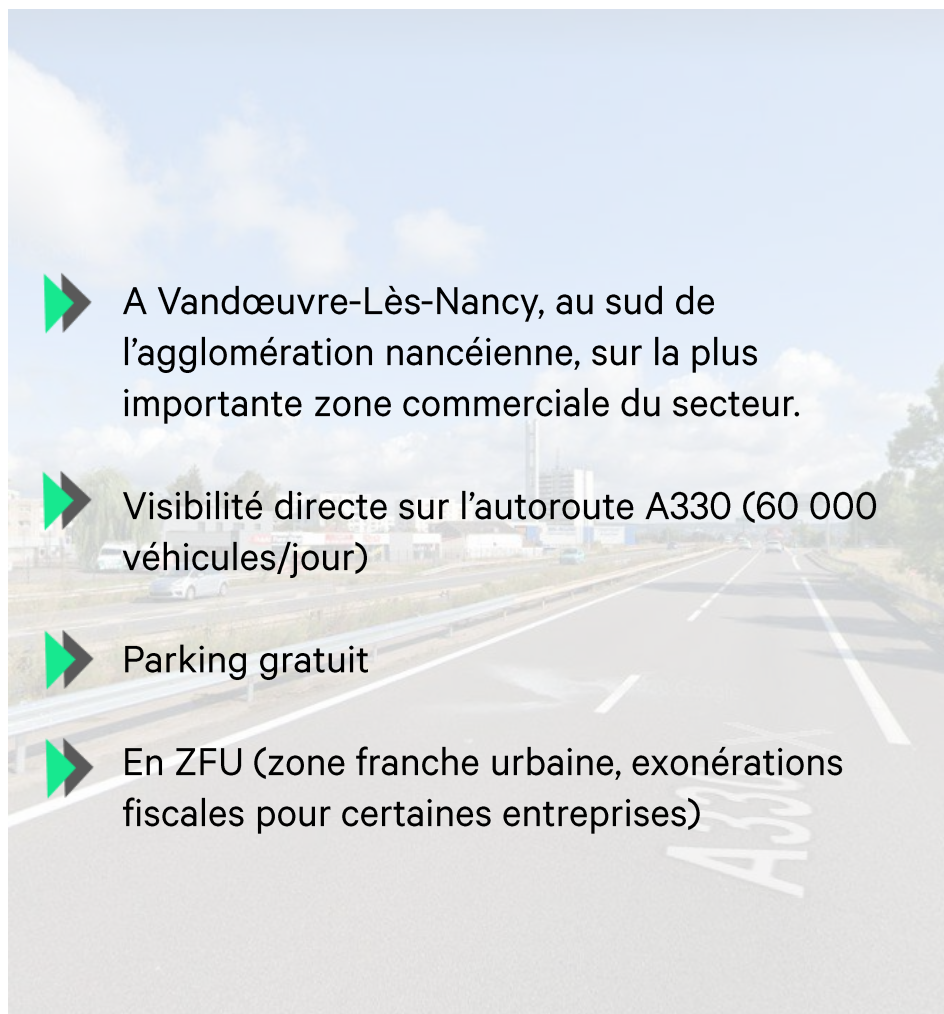 A Vandœuvre-Lès-Nancy, au sud de
l’agglomération nancéienne, sur la plus
importante zone commerciale du secteur.
Visibilité directe sur l’autoroute A330 (60 000
véhicules/jour)
Parking gratuit
En ZFU (zone franche urbaine, exonérations
fiscales pour certaines entreprises)
A330